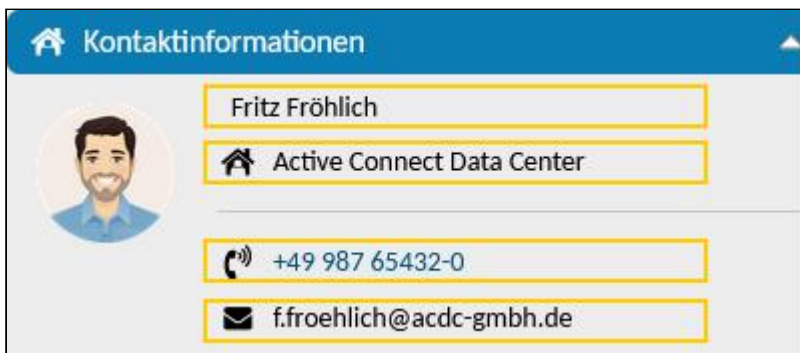 Kontaktinformationen
Fritz Fröhlich
Active Connect Data Center
+49 987 65432-0
f.froehlich@acdc-gmbh.de